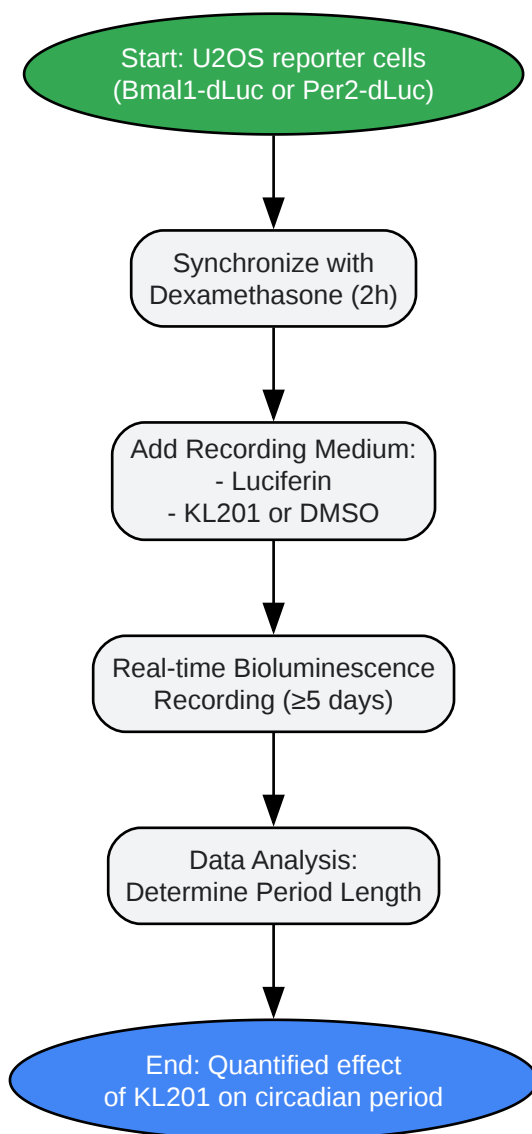 Start: U2OS reporter cells
(Bmal1-dLuc or Per2-dLuc)
Synchronize with
Dexamethasone (2h)
Add Recording Medium:
- Luciferin
- KL201 or DMSO
Real-time Bioluminescence
Recording (≥5 days)
Data Analysis:
Determine Period Length
End: Quantified effect
of KL201 on circadian period